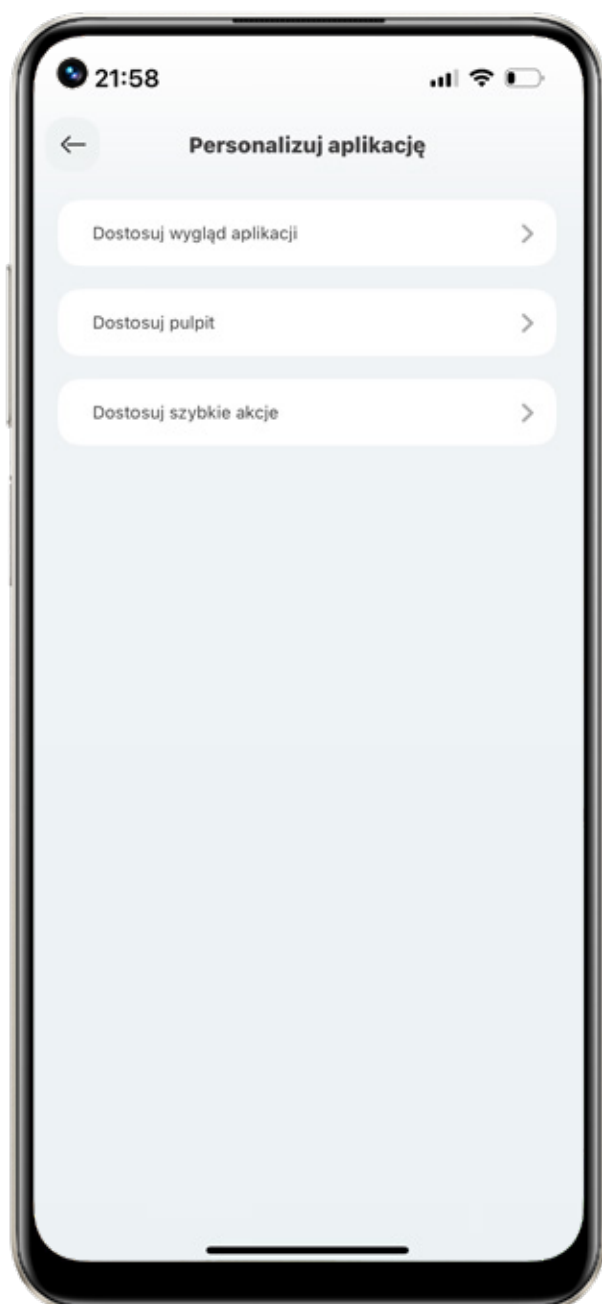 21:58
Personalizuj aplikację
Dostosuj wygląd aplikacji
Dostosuj pulpit
Dostosuj szybkie akcje